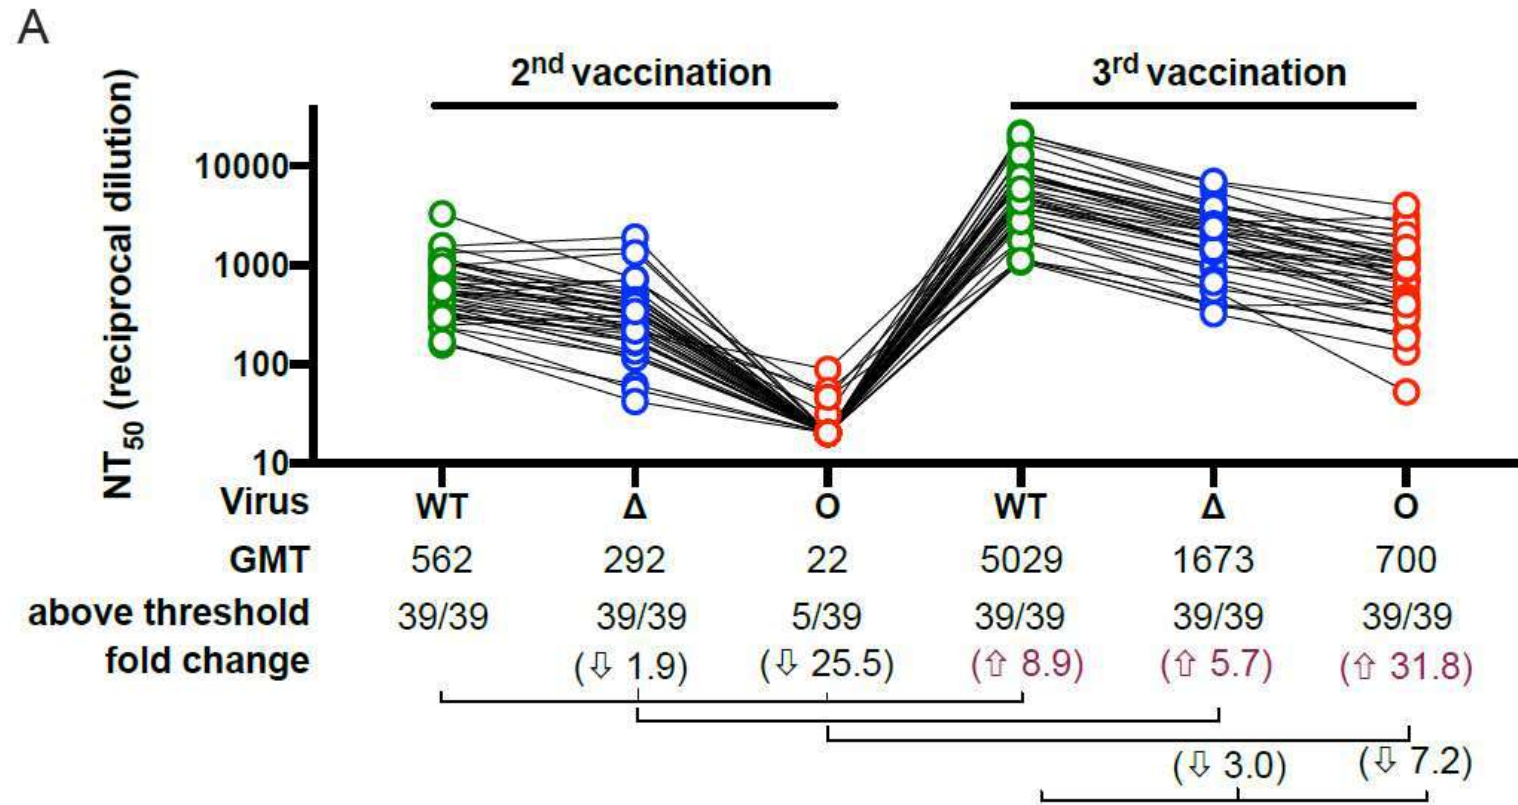 A
2nd vaccination 3rd vaccination
NT50 (reciprocal dilution)
10000
1000
100
10
Virus WT Δ O WT Δ O
GMT 562 292 22 5029 1673 700
above threshold 39/39 39/39 5/39 39/39 39/39 39/39
fold change (⇩ 1.9) (⇩ 25.5) (⇧ 8.9) (⇧ 5.7) (⇧ 31.8)
(⇩ 3.0) (⇩ 7.2)